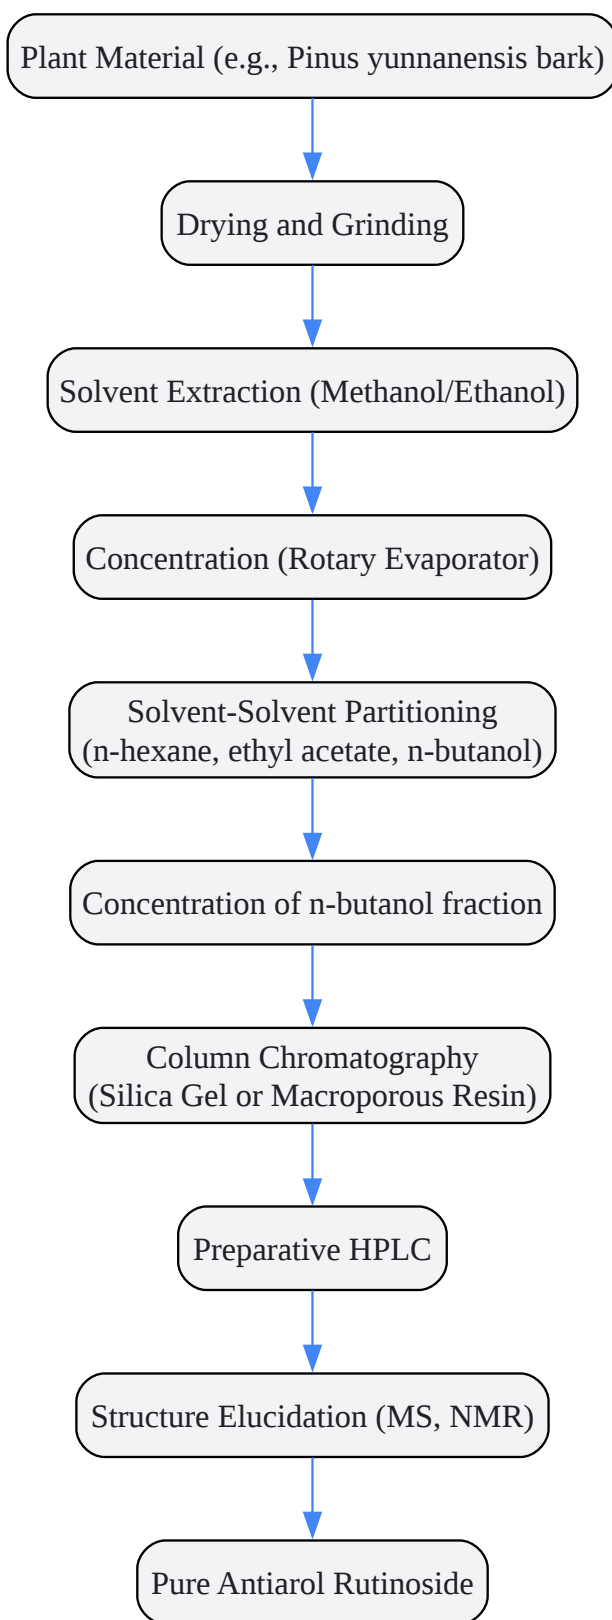 Plant Material (e.g., Pinus yunnanensis bark)
Drying and Grinding
Solvent Extraction (Methanol/Ethanol)
Concentration (Rotary Evaporator)
Solvent-Solvent Partitioning
(n-hexane, ethyl acetate, n-butanol)
Concentration of n-butanol fraction
Column Chromatography
(Silica Gel or Macroporous Resin)
Preparative HPLC
Structure Elucidation (MS, NMR)
Pure Antiarol Rutinoside